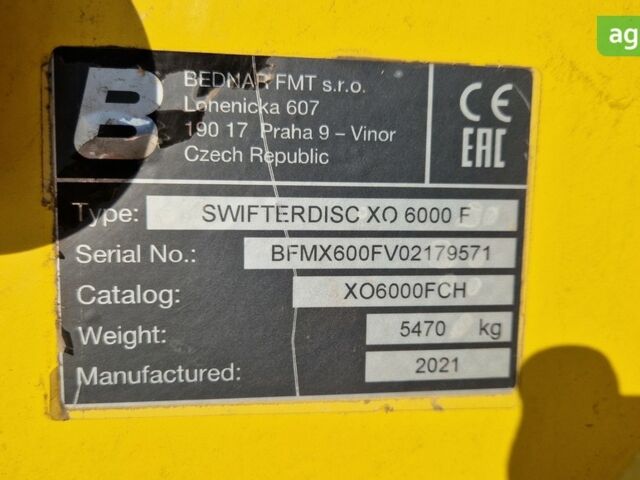 ag
B
BEDNAR FMT s.r.o.
Lohenicka 607
190 17 Praha 9 – Vinor
Czech Republic
CE
EAC
Type: SWIFTERDISC XO 6000 F
Serial No.: BFMX600FV02179571
Catalog: XO6000FCH
Weight: 5470 kg
Manufactured: 2021